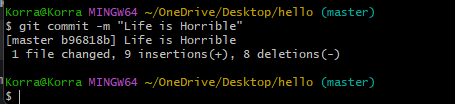 Korra@Korra MINGW64 ~/OneDrive/Desktop/hello (master)
$ git commit -m "Life is Horrible"
[master b96818b] Life is Horrible
 1 file changed, 9 insertions(+), 8 deletions(-)

Korra@Korra MINGW64 ~/OneDrive/Desktop/hello (master)
$